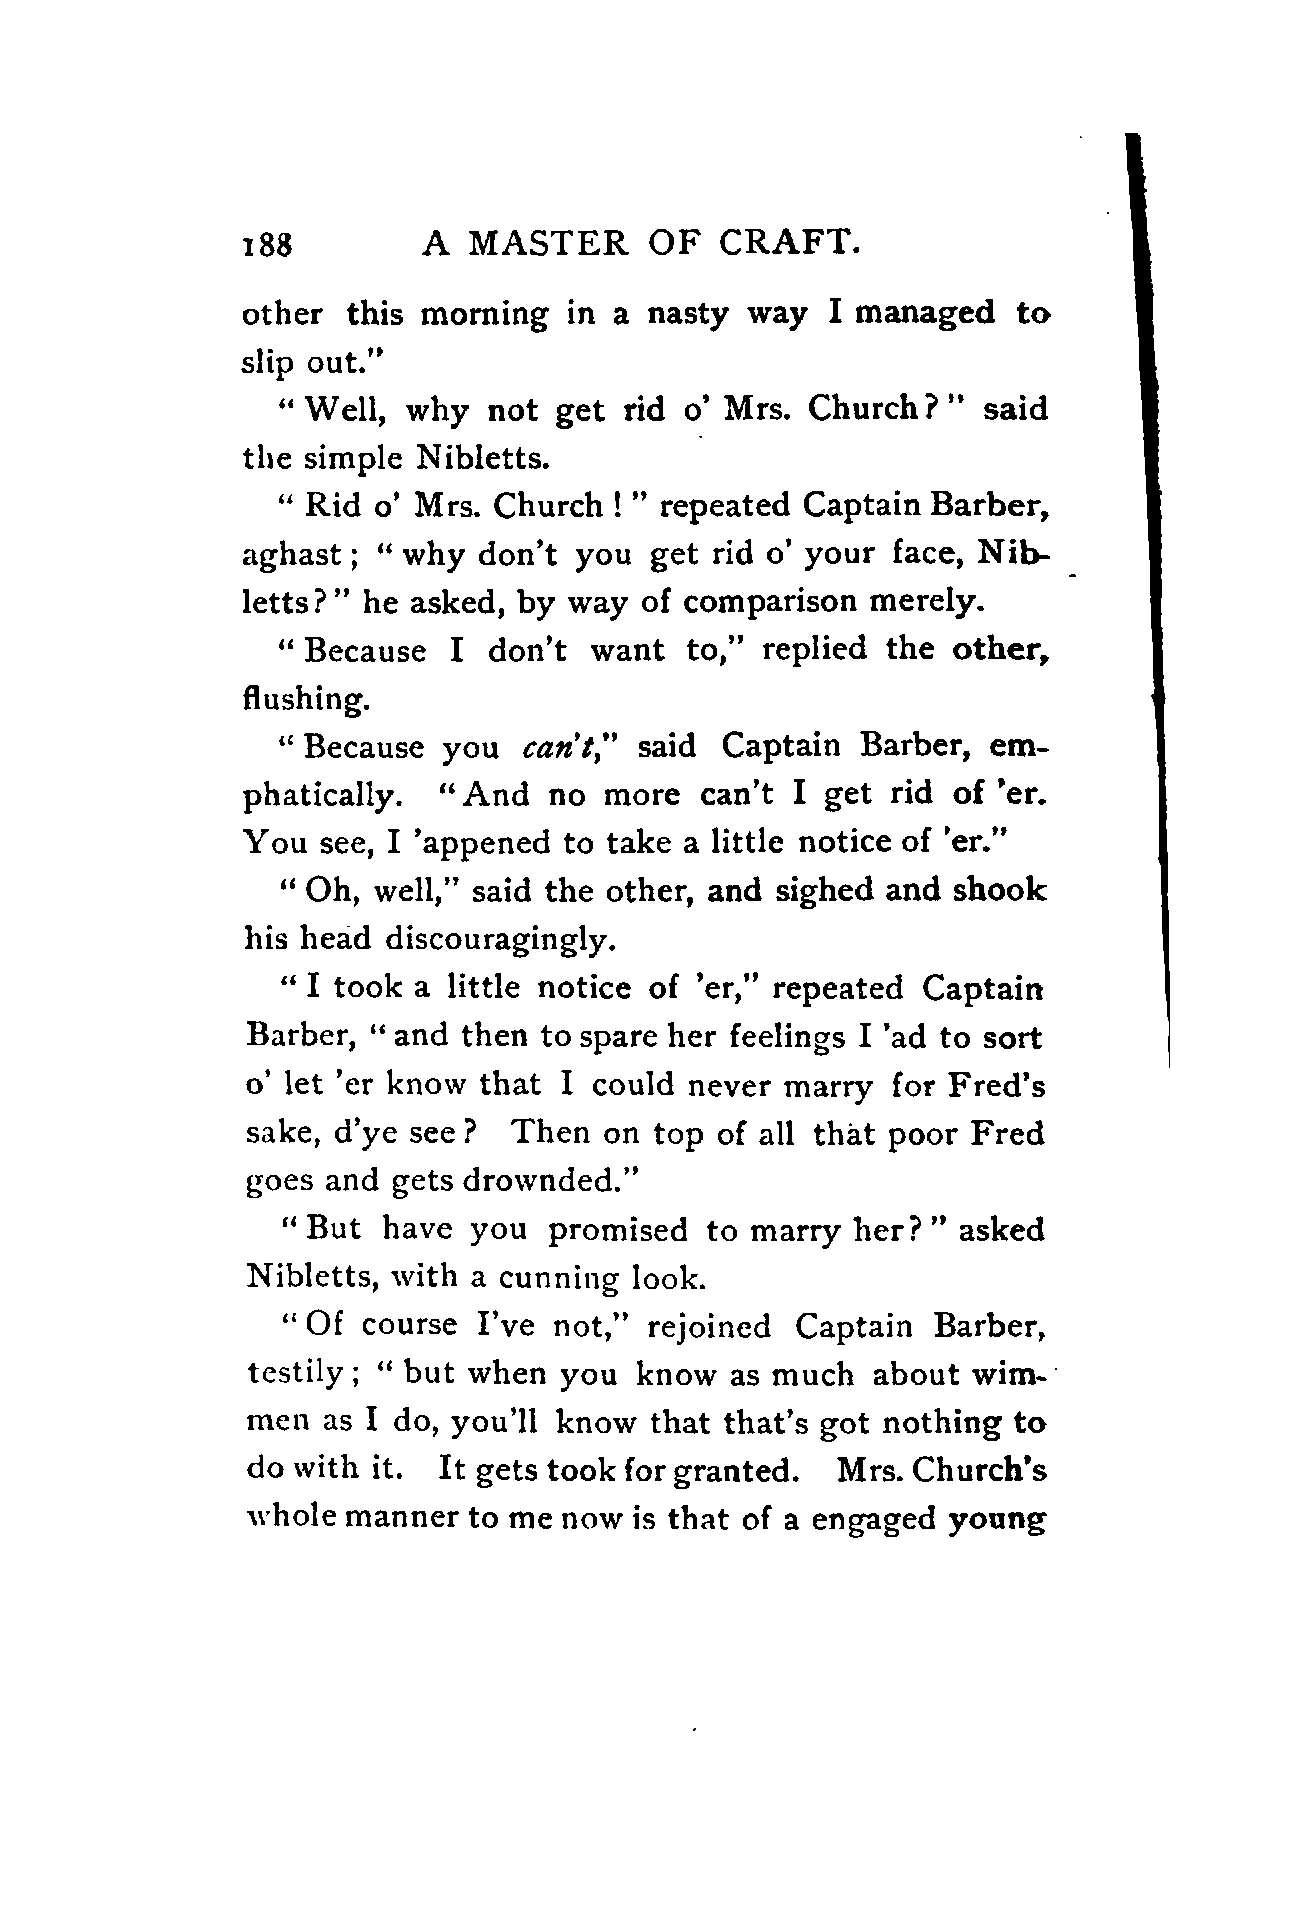 188 A MASTER OF CRAFT.
other this morning in a nasty way I managed to
slip out."
"Well, why not get rid o' Mrs. Church?" said
the simple Nibletts.
"Rid o' Mrs. Church!" repeated Captain Barber,
aghast; "why don't you get rid o' your face, Nib-
letts?" he asked, by way of comparison merely.
"Because I don't want to," replied the other,
flushing.
"Because you can't," said Captain Barber, em-
phatically. "And no more can't I get rid of 'er.
You see, I 'appened to take a little notice of 'er."
"Oh, well," said the other, and sighed and shook
his head discouragingly.
"I took a little notice of 'er," repeated Captain
Barber, "and then to spare her feelings I 'ad to sort
o' let 'er know that I could never marry for Fred's
sake, d'ye see? Then on top of all that poor Fred
goes and gets drownded."
"But have you promised to marry her?" asked
Nibletts, with a cunning look.
"Of course I've not," rejoined Captain Barber,
testily; "but when you know as much about wim-
men as I do, you'll know that that's got nothing to
do with it. It gets took for granted. Mrs. Church's
whole manner to me now is that of a engaged young